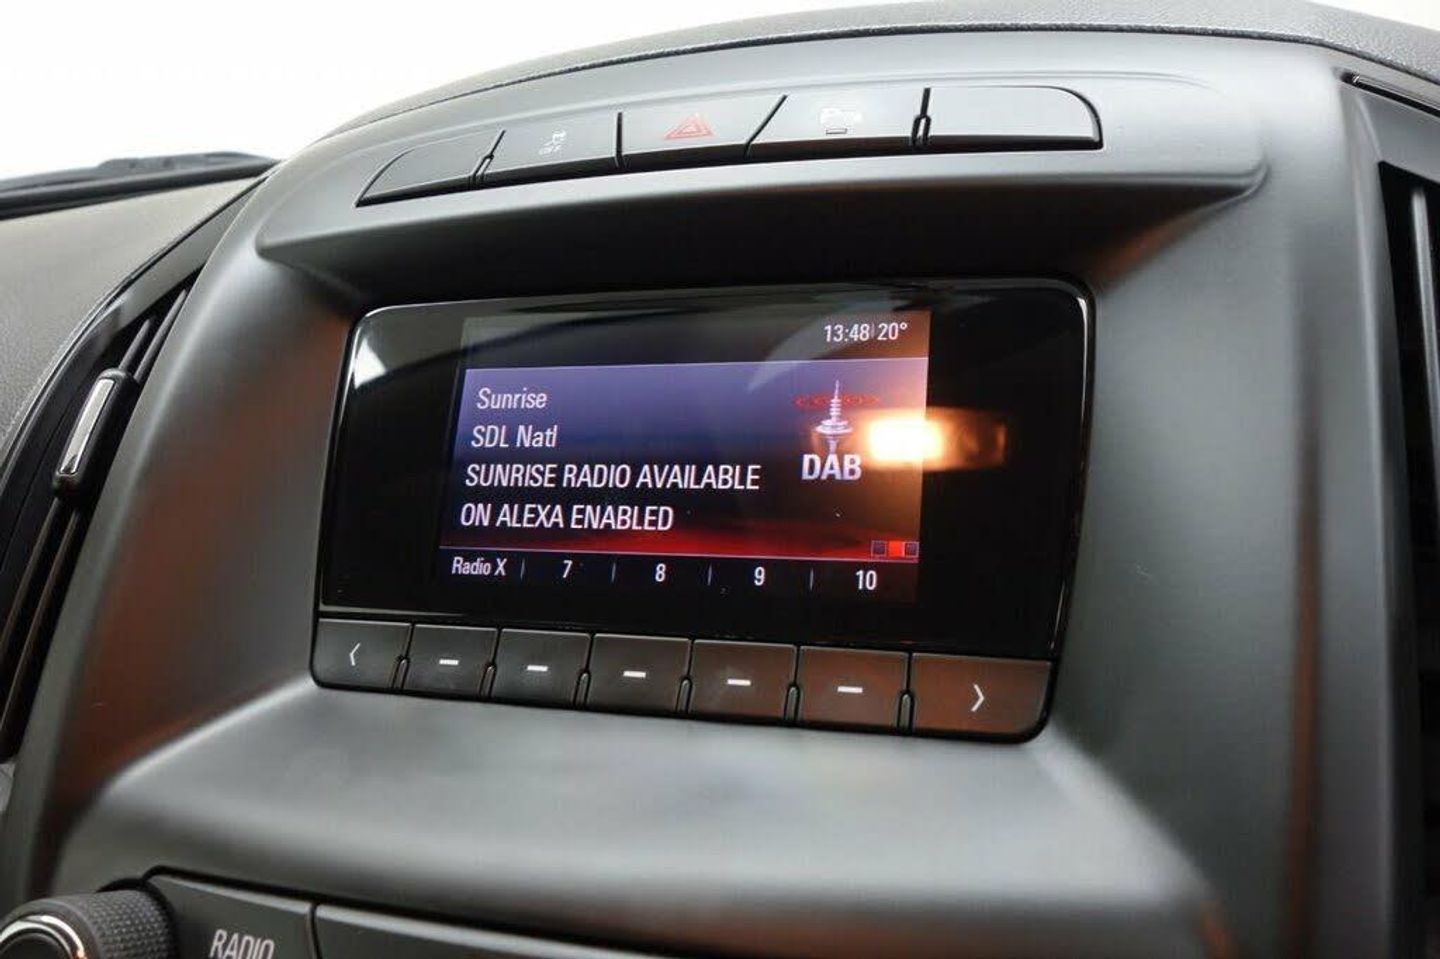 13:48 20°
Sunrise
SDL Natl
SUNRISE RADIO AVAILABLE
ON ALEXA ENABLED
DAB
Radio X | 7 | 8 | 9 | 10
RADIO